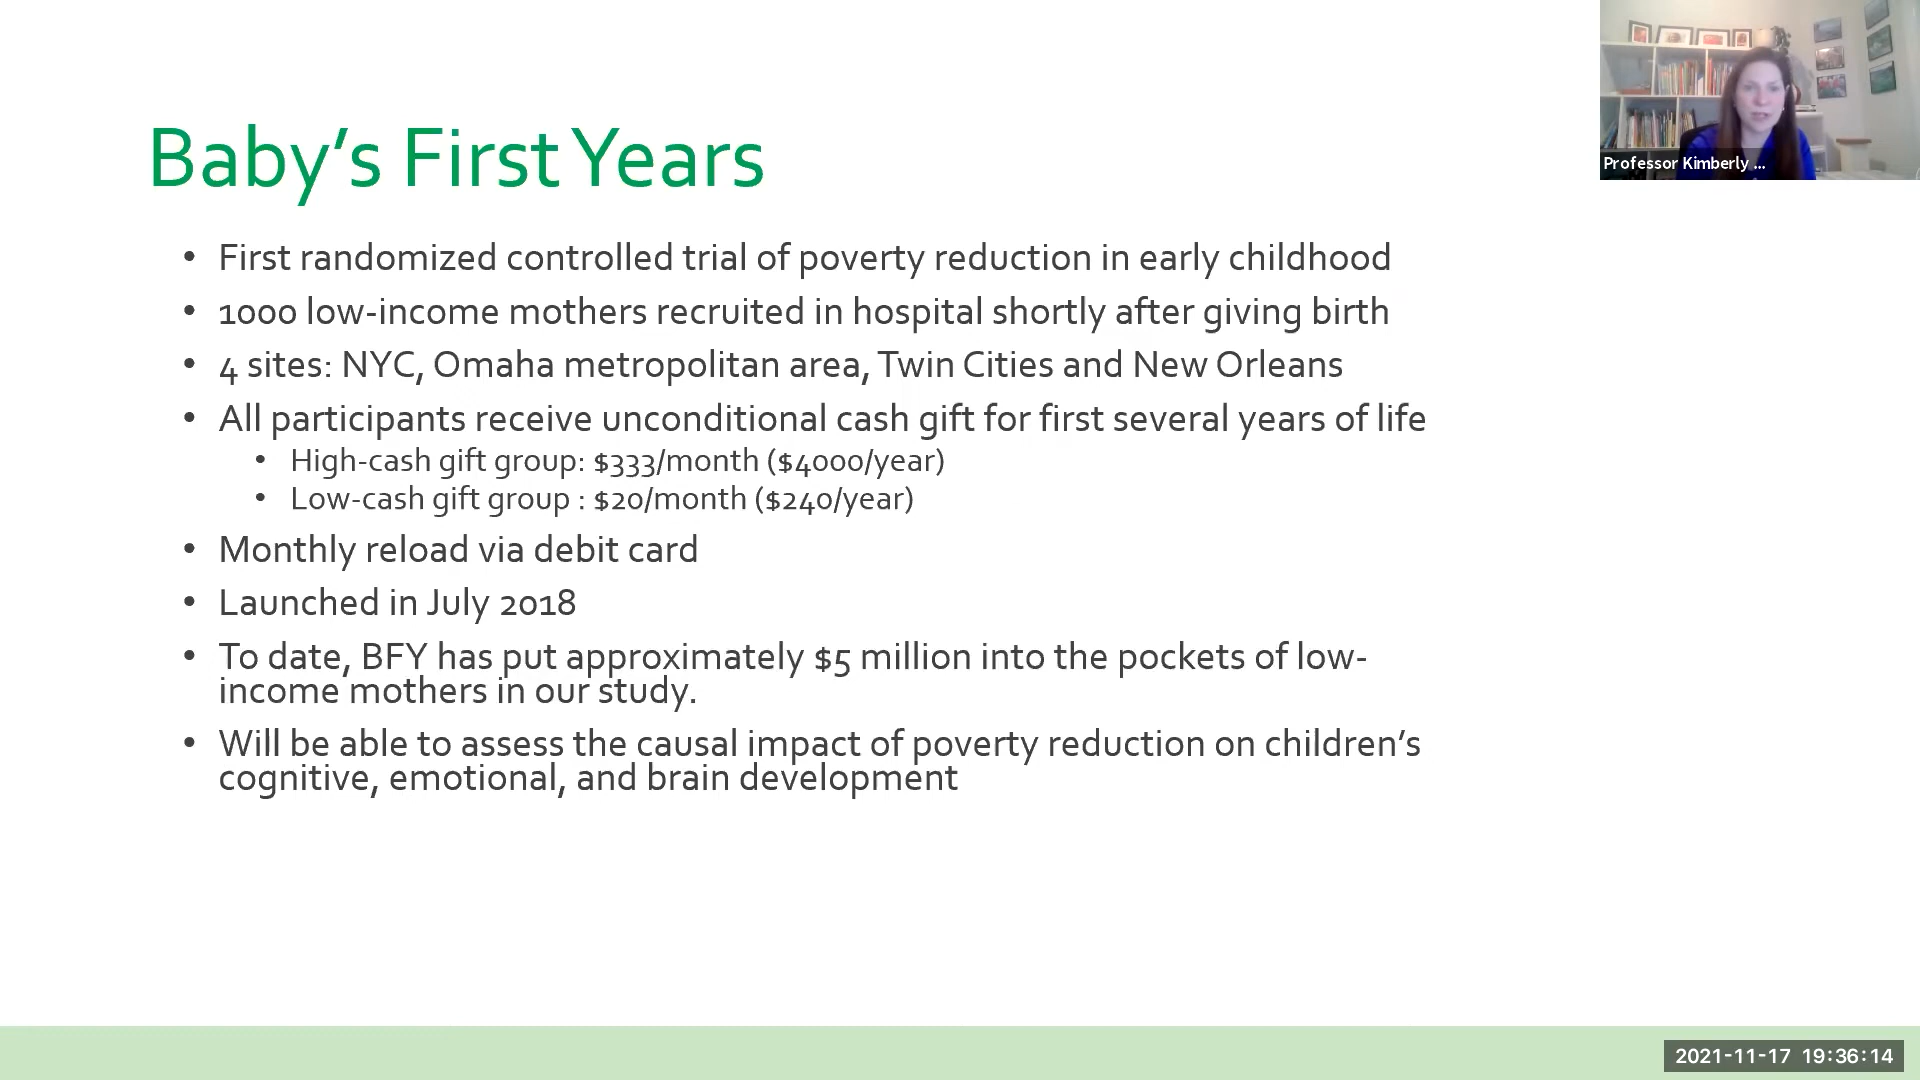 Baby's First Years
Professor Kimberly ...
• First randomized controlled trial of poverty reduction in early childhood
• 1000 low-income mothers recruited in hospital shortly after giving birth
• 4 sites: NYC, Omaha metropolitan area, Twin Cities and New Orleans
• All participants receive unconditional cash gift for first several years of life
• High-cash gift group: $333/month ($4000/year)
• Low-cash gift group : $20/month ($240/year)
• Monthly reload via debit card
• Launched in July 2018
• To date, BFY has put approximately $5 million into the pockets of low-
income mothers in our study.
• Will be able to assess the causal impact of poverty reduction on children's
cognitive, emotional, and brain development
2021-11-17 19:36:14